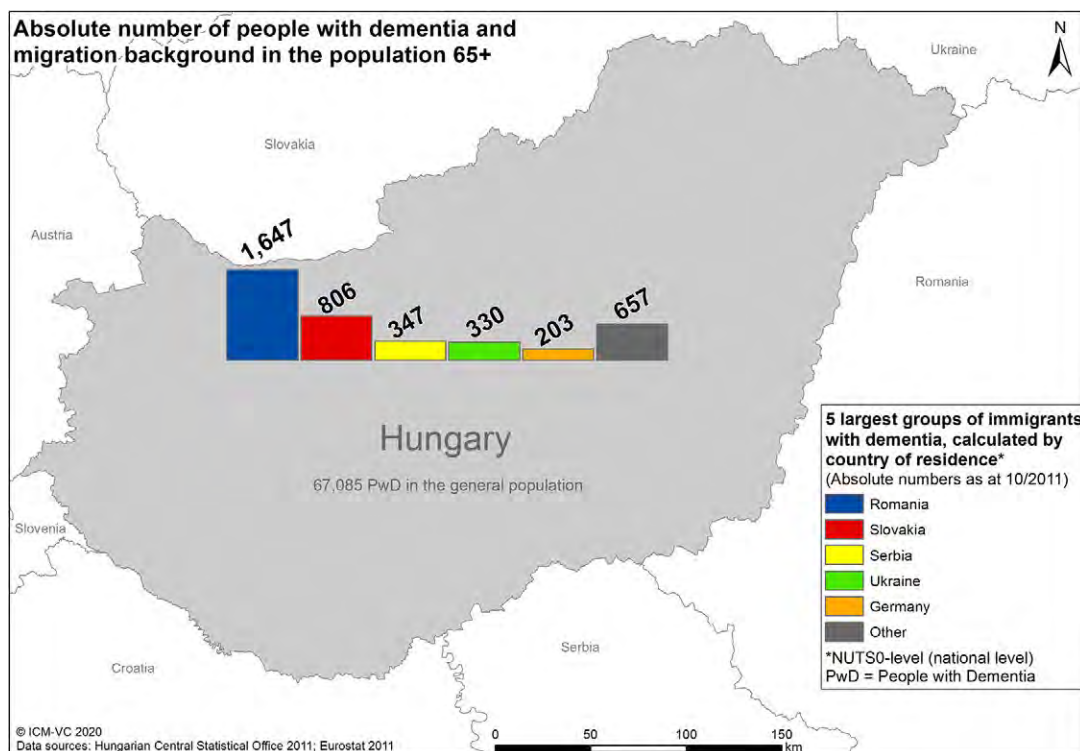 Absolute number of people with dementia and
migration background in the population 65+
N
Ukraine
Slovakia
Austria
Romania
1,647
806
347
330
203
657
Hungary
67,085 PwD in the general population
Slovenia
Croatia
Serbia
5 largest groups of immigrants
with dementia, calculated by
country of residence*
(Absolute numbers as at 10/2011)
Romania
Slovakia
Serbia
Ukraine
Germany
Other
*NUTS0-level (national level)
PwD = People with Dementia
© ICM-VC 2020
Data sources: Hungarian Central Statistical Office 2011; Eurostat 2011
0 50 100 150
km